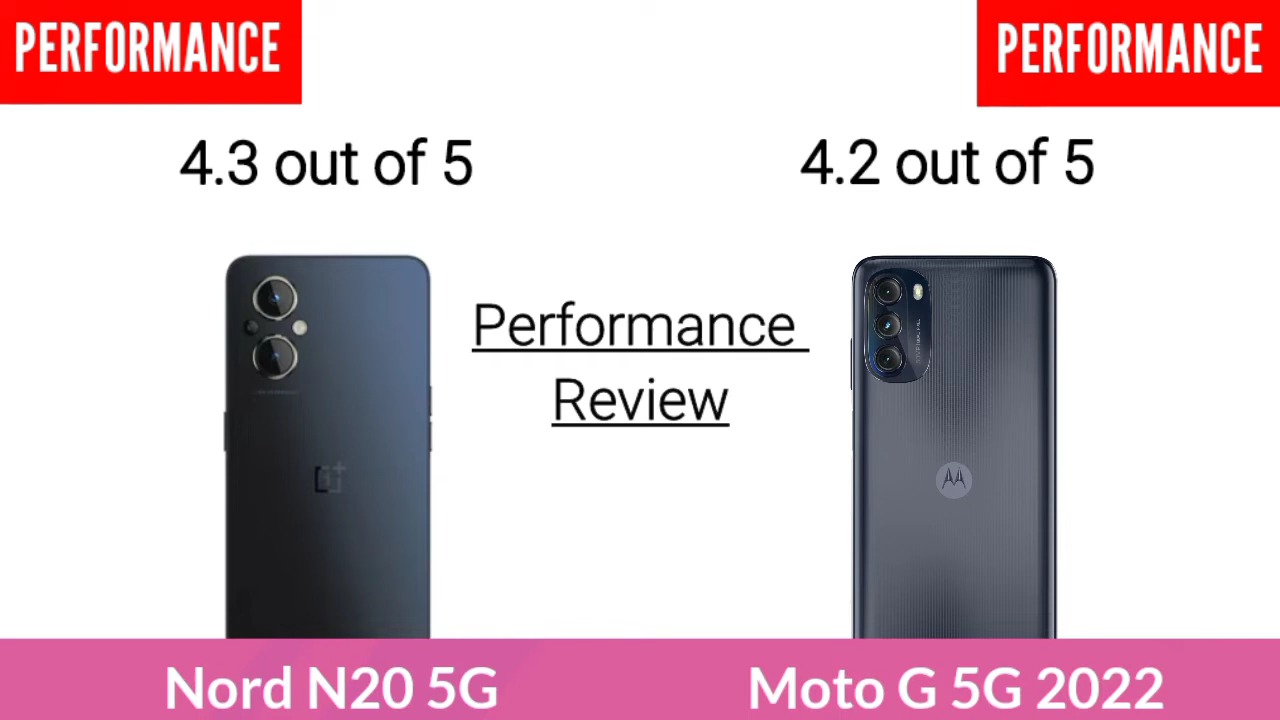 PERFORMANCE
PERFORMANCE
4.3 out of 5
4.2 out of 5
Performance
Review
Nord N20 5G
Moto G 5G 2022